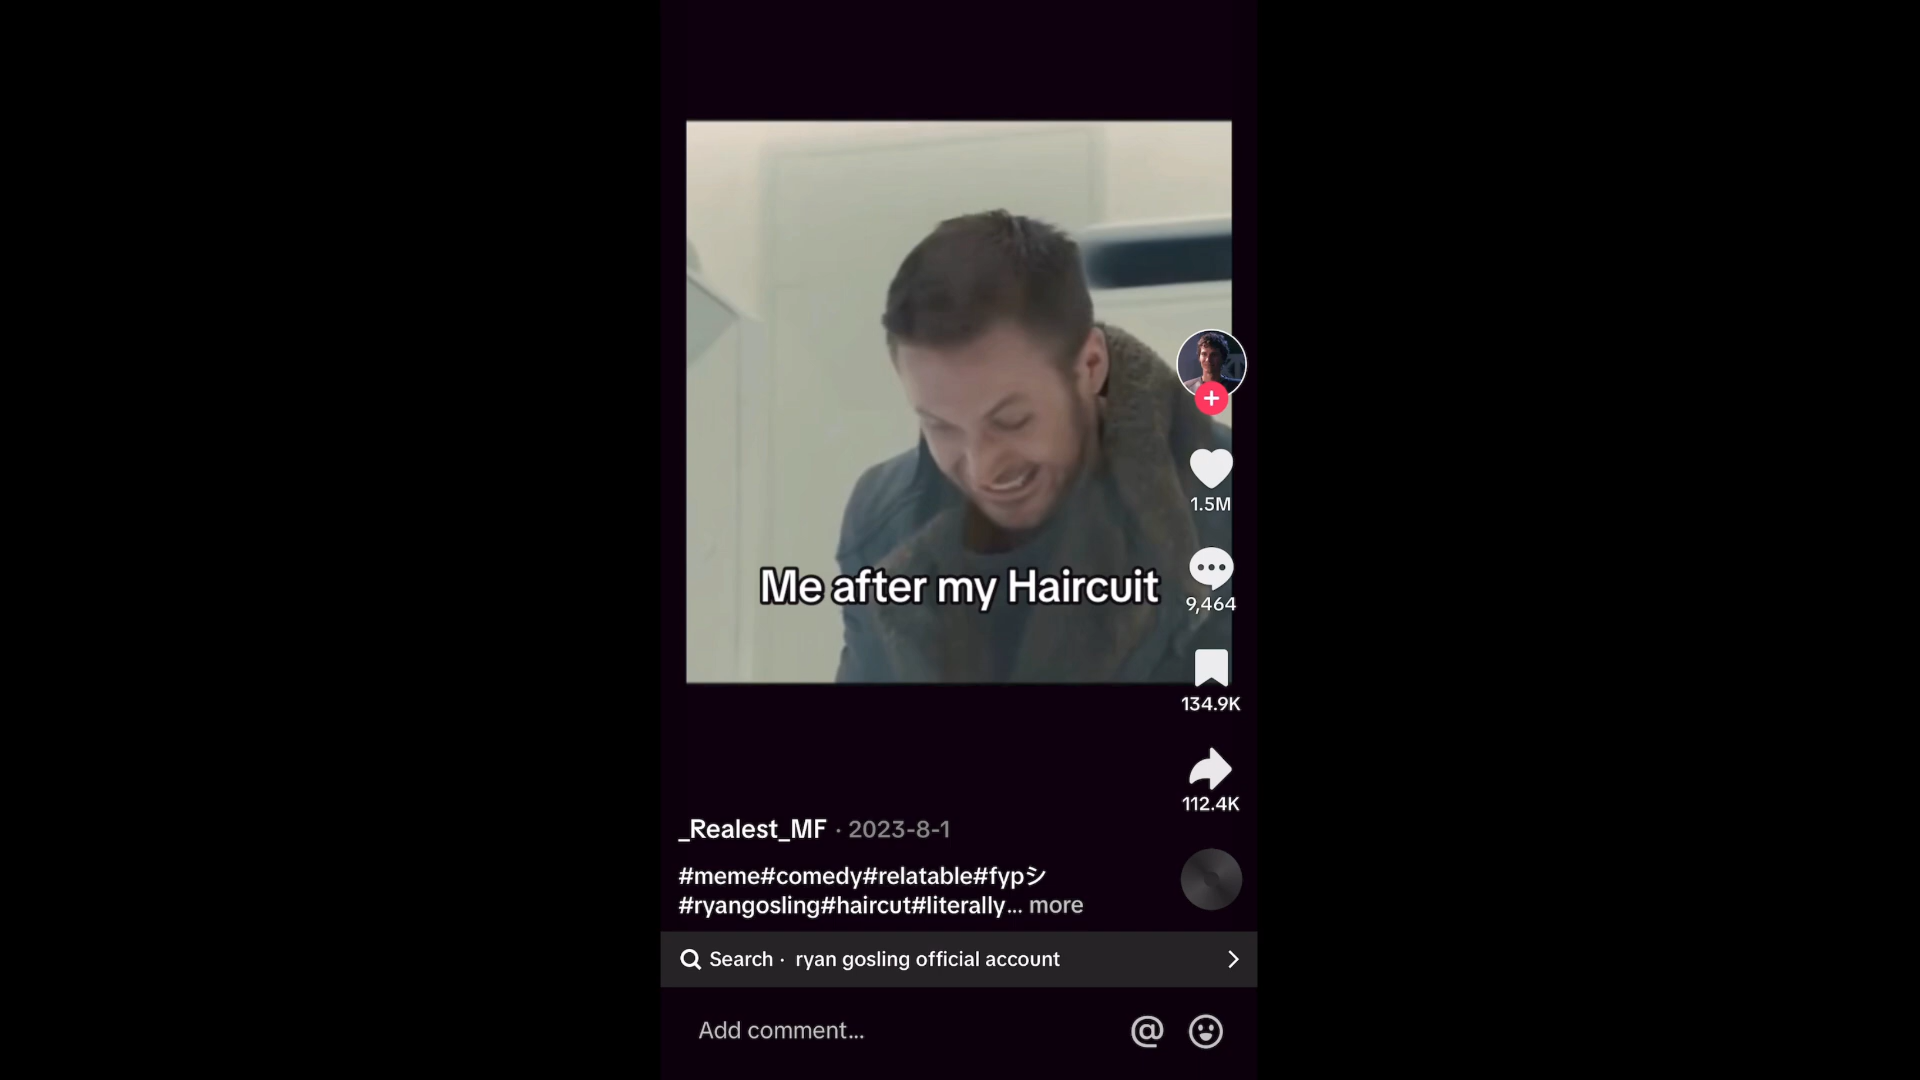 Me after my Haircuit
1.5M
9,464
134.9K
112.4K
_Realest_MF · 2023-8-1
#meme#comedy#relatable#fypシ
#ryangosling#haircut#literally... more
Search · ryan gosling official account
Add comment...